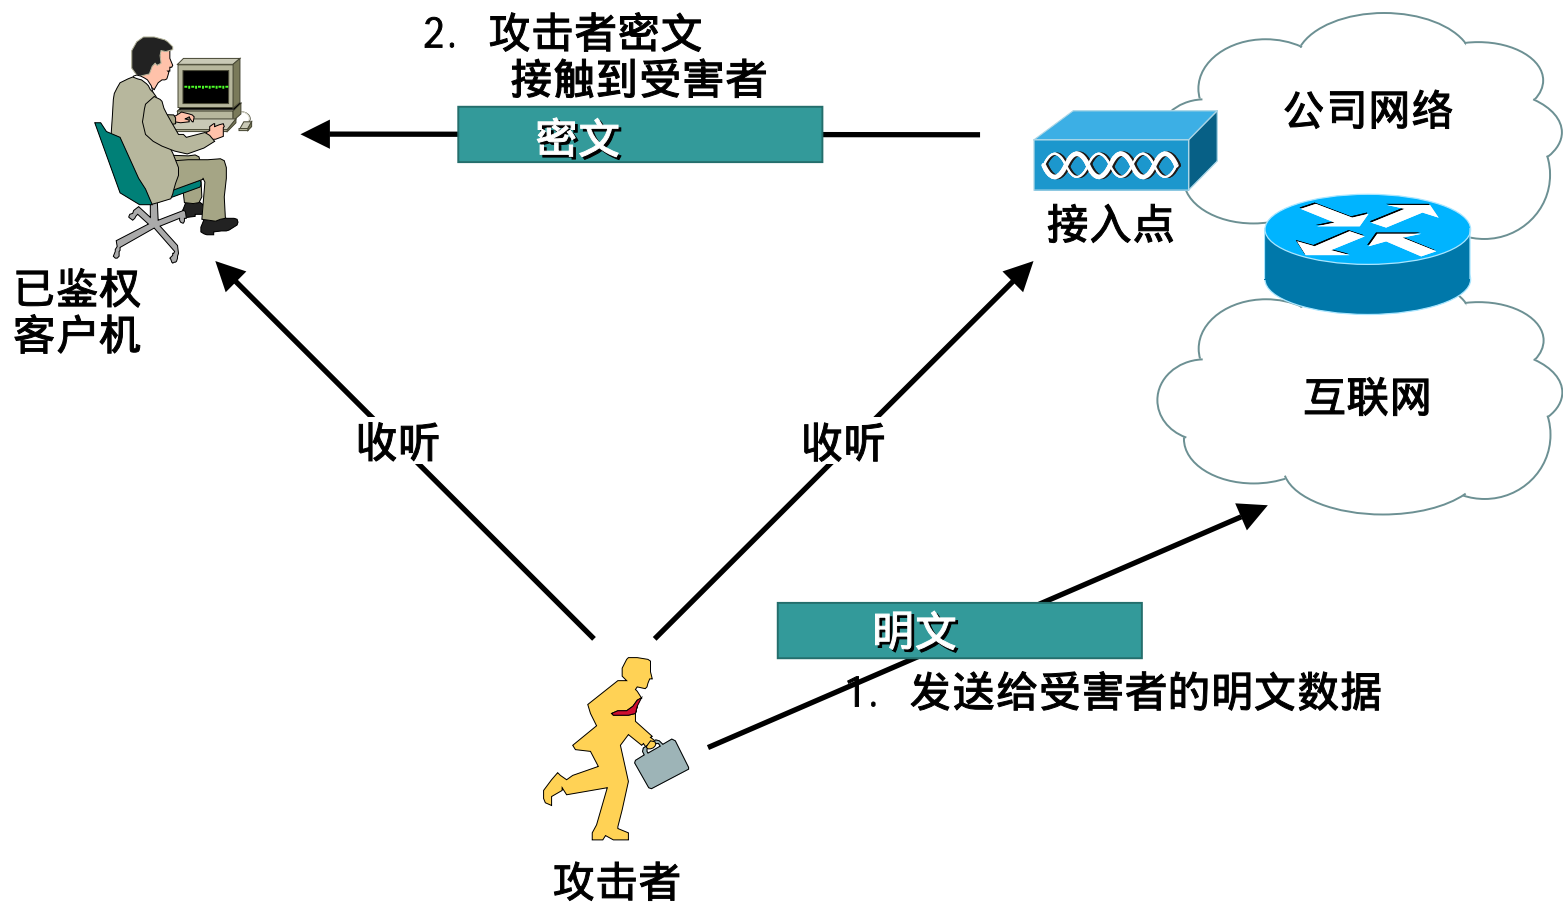 2. 攻击者密文
接触到受害者
密文
公司网络
接入点
已鉴权
客户机
互联网
收听
收听
明文
1. 发送给受害者的明文数据
攻击者